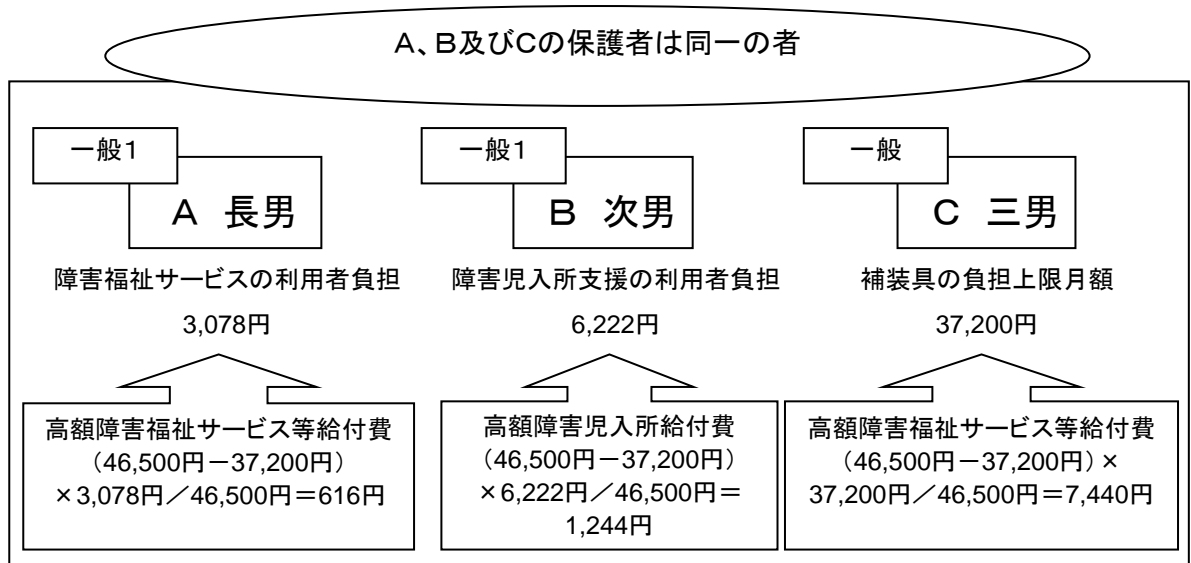 A、B及びCの保護者は同一の者
一般1
A 長男
障害福祉サービスの利用者負担
3,078円
高額障害福祉サービス等給付費
(46,500円-37,200円)
×3,078円/46,500円=616円
一般1
B 次男
障害児入所支援の利用者負担
6,222円
高額障害児入所給付費
(46,500円-37,200円)
×6,222円/46,500円=
1,244円
一般
C 三男
補装具の負担上限月額
37,200円
高額障害福祉サービス等給付費
(46,500円-37,200円)×
37,200円/46,500円=7,440円